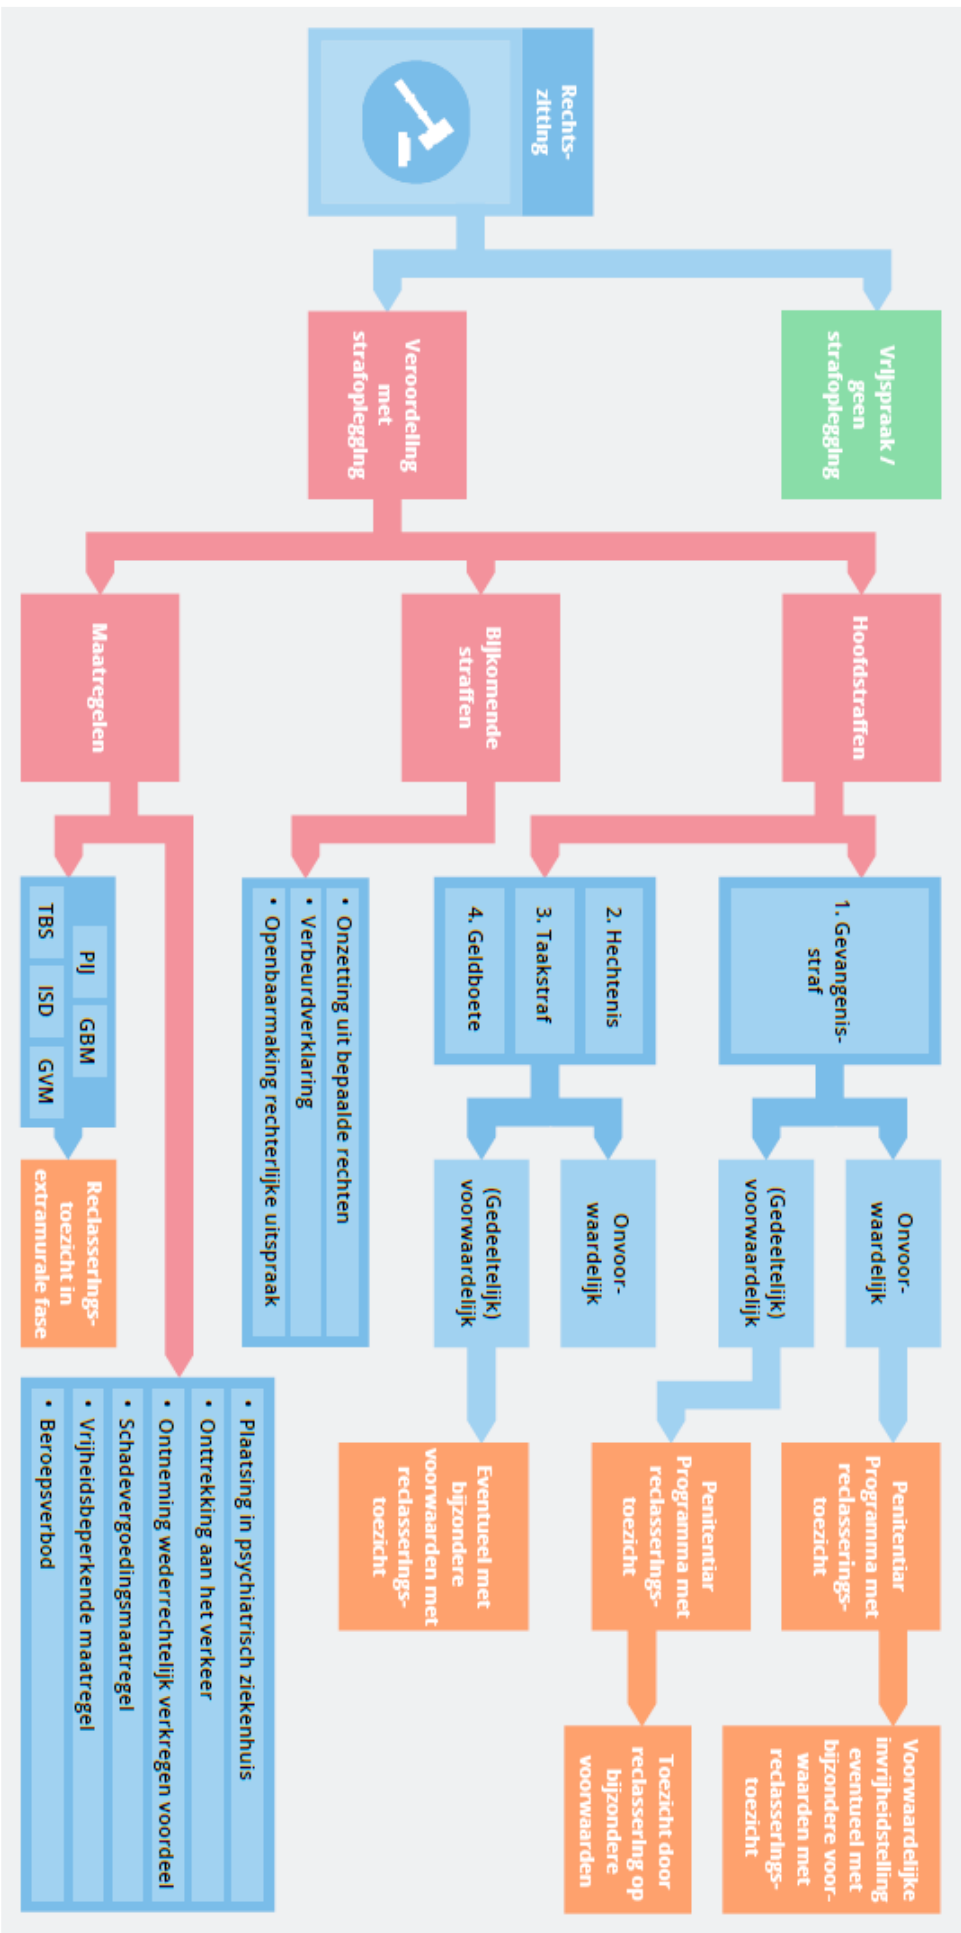 Rechts-
zitting
Vrijspraak /
geen
strafoplegging
Veroordeling
met
strafoplegging
Hoofdstraffen
Bijkomende
straffen
Maatregelen
1. Gevangenis-
straf
2. Hechtenis
3. Taakstraf
4. Geldboete
• Onzetting uit bepaalde rechten
• Verbeurdverklaring
• Openbaarmaking rechterlijke uitspraak
PIJ
GBM
TBS
ISD
GVM
Onvoor-
waardelijk
(Gedeeltelijk)
voorwaardelijk
Onvoor-
waardelijk
(Gedeeltelijk)
voorwaardelijk
Reclasserings-
toezicht in
extramurale fase
Penitentiar
Programma met
reclasserings-
toezicht
Penitentiar
Programma met
reclasserings-
toezicht
Eventueel met
bijzondere
voorwaarden met
reclasserings-
toezicht
• Plaatsing in psychiatrisch ziekenhuis
• Onttrekking aan het verkeer
• Ontneming wederrechtelijk verkregen voordeel
• Schadevergoedingsmaatregel
• Vrijheidsbeperkende maatregel
• Beroepsverbod
Voorwaardelijke
invrijheidstelling
eventueel met
bijzondere voor-
waarden met
reclasserings-
toezicht
Toezicht door
reclassering op
bijzondere
voorwaarden